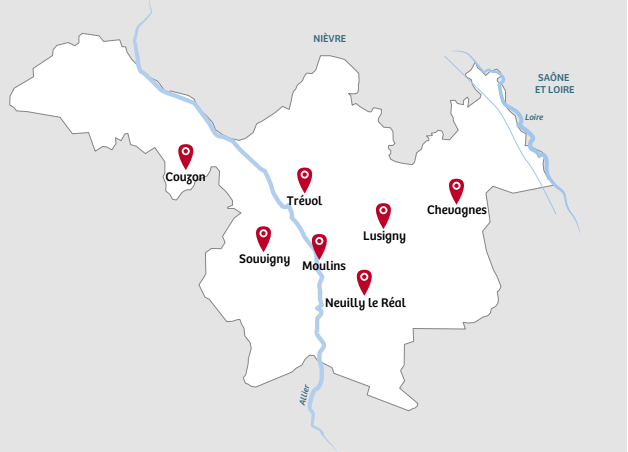 NIÈVRE
SAÔNE
ET LOIRE
Loire
Couzon
Trévol
Chevagnes
Lusigny
Souvigny
Moulins
Neuilly le Réal
Allier